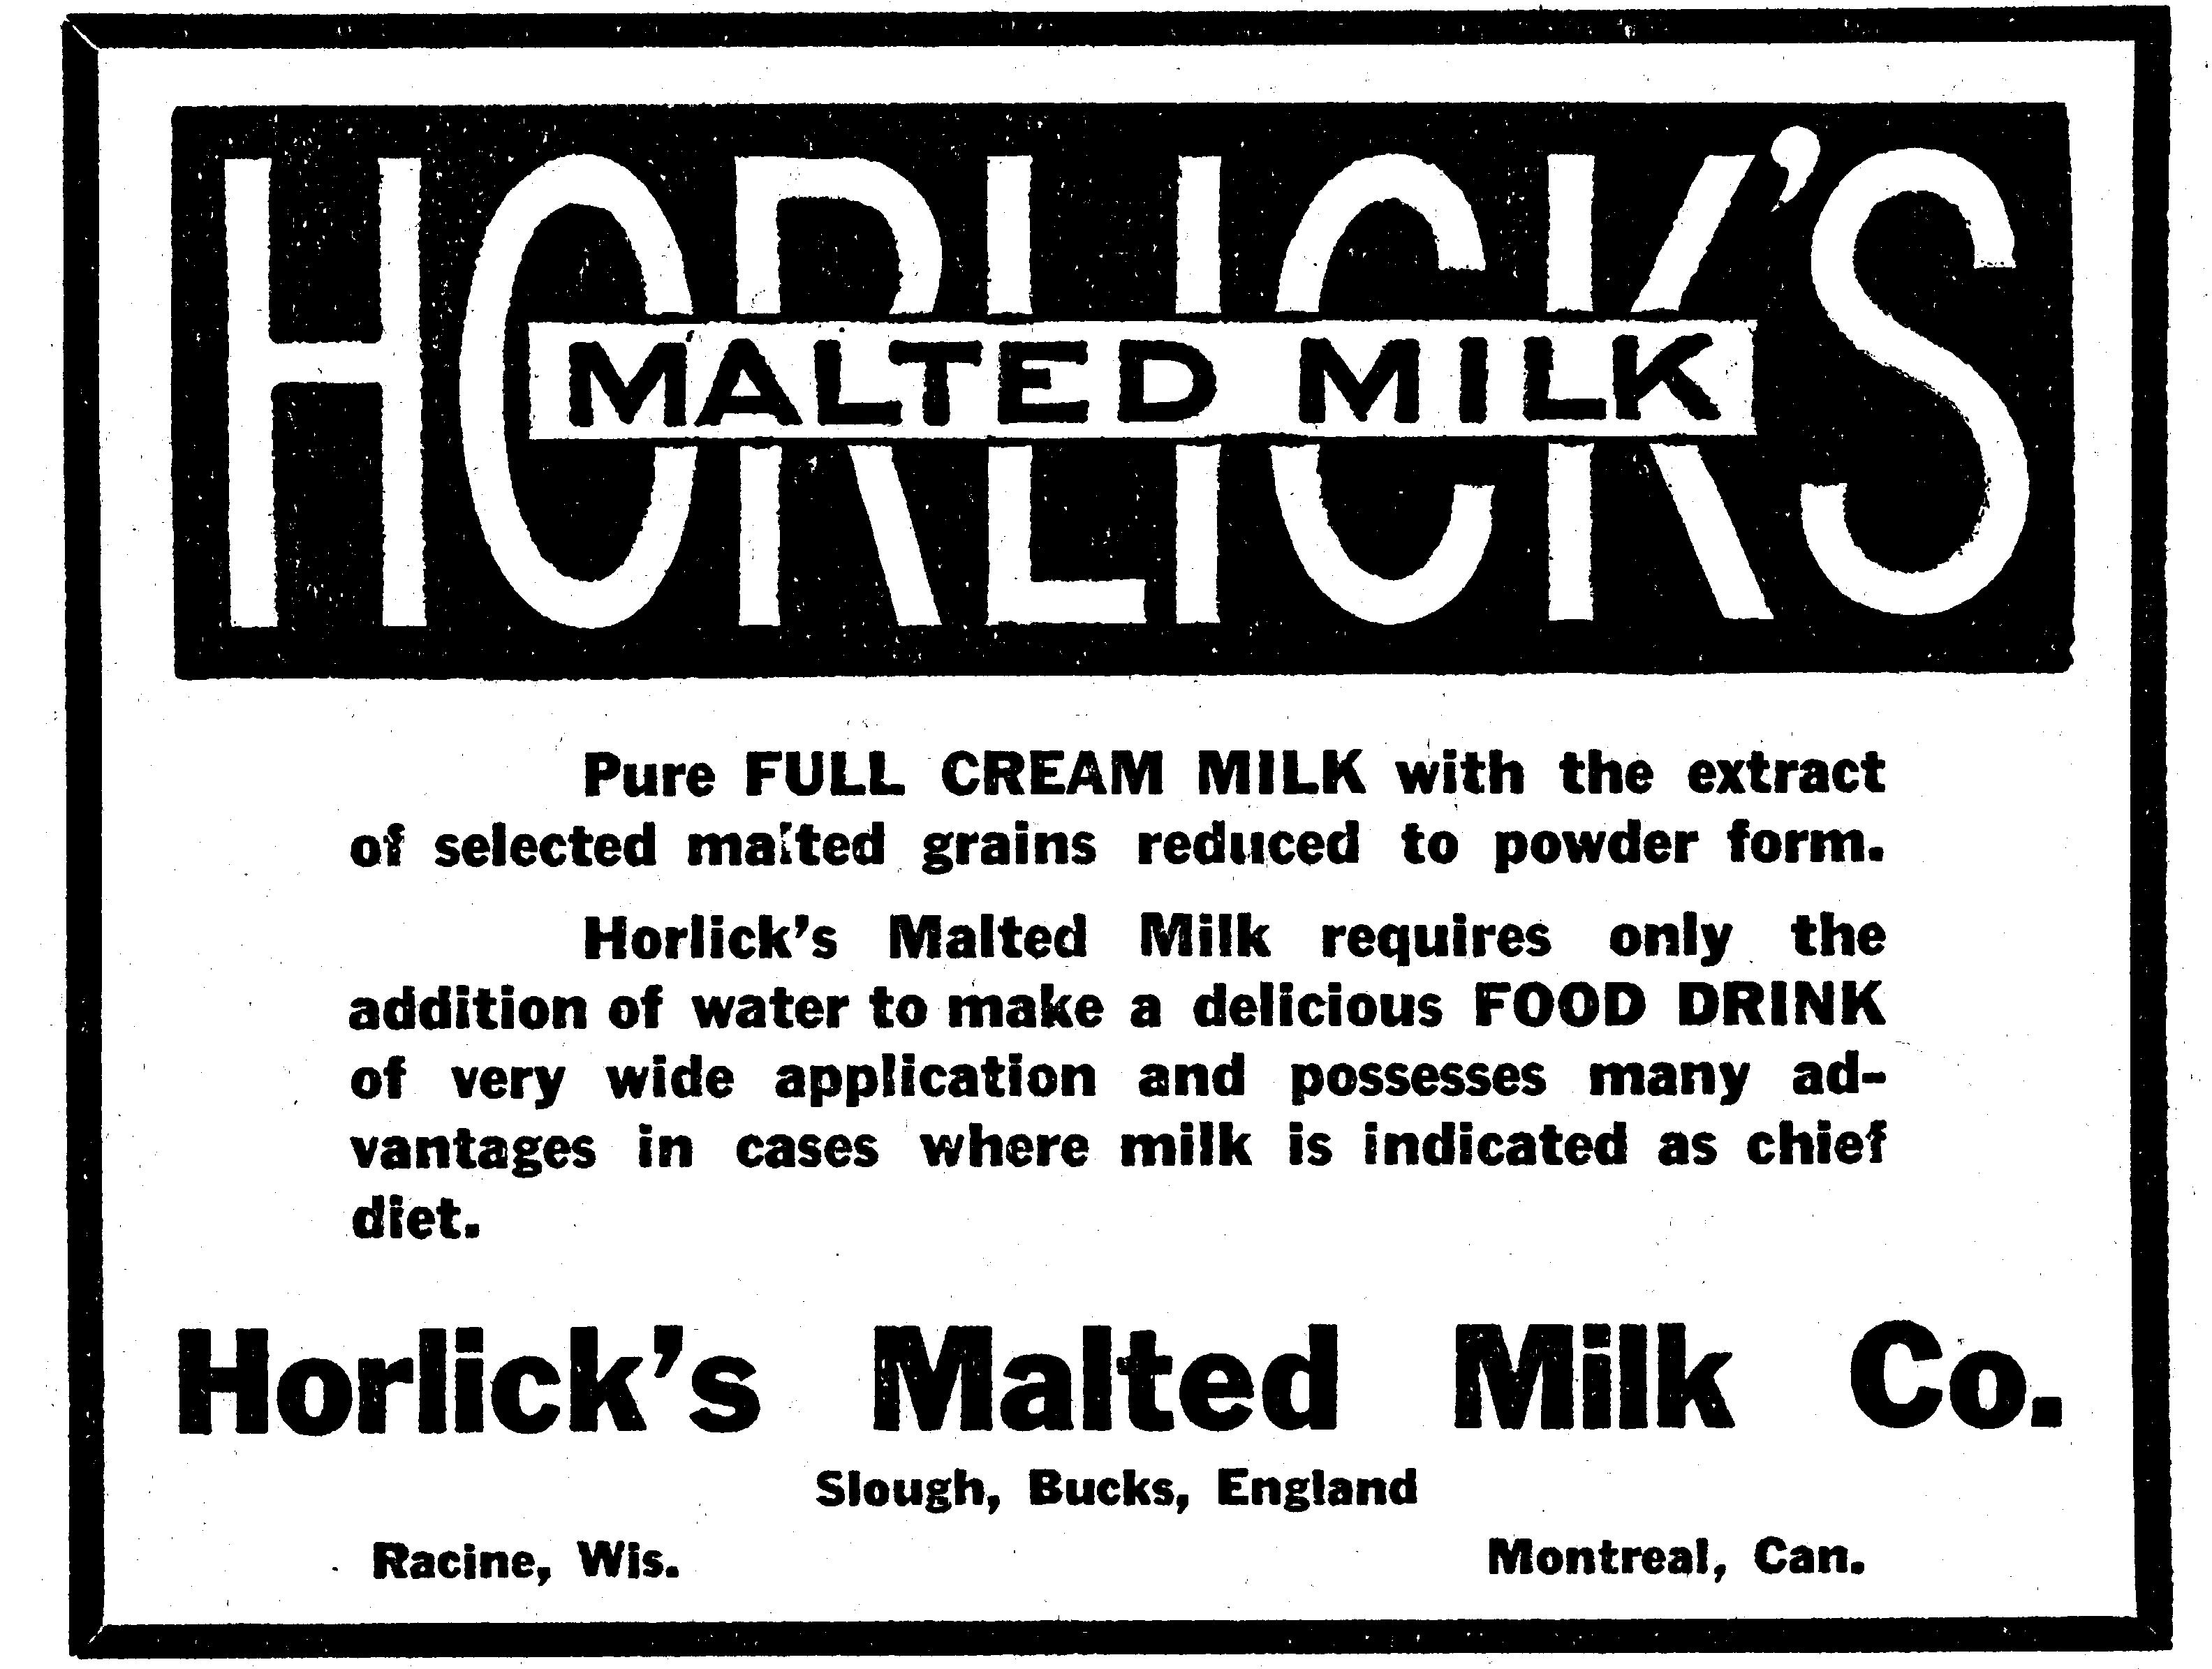 HORLICK'S
MALTED MILK
Pure FULL CREAM MILK with the extract
of selected malted grains reduced to powder form.
Horlick's Malted Milk requires only the
addition of water to make a delicious FOOD DRINK
of very wide application and possesses many ad-
vantages in cases where milk is indicated as chief
diet.
Horlick's Malted Milk Co.
Slough, Bucks, England
Racine, Wis. Montreal, Can.